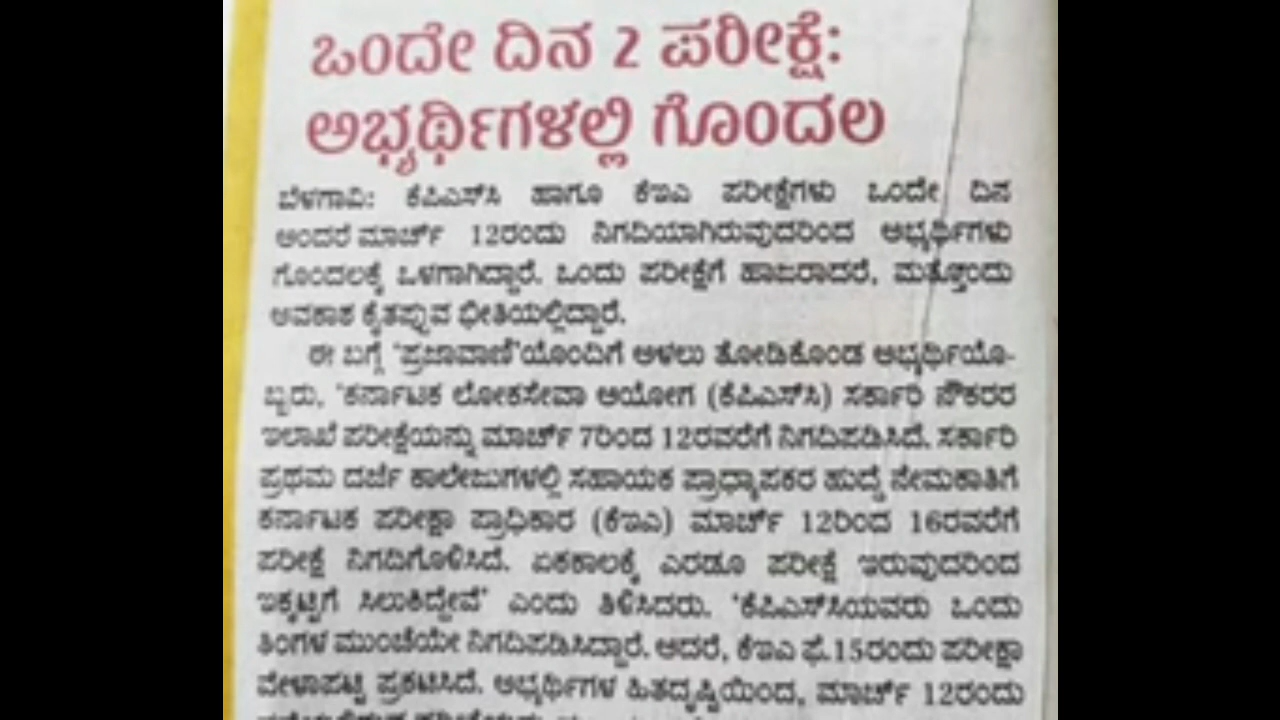 ಒಂದೇ ದಿನ 2 ಪರೀಕ್ಷೆ:
ಅಭ್ಯರ್ಥಿಗಳಲ್ಲಿ ಗೊಂದಲ
ಬೆಳಗಾವಿ: ಕೆಪಿಎಸ್‌ಸಿ ಹಾಗೂ ಕೆಇಎ ಪರೀಕ್ಷೆಗಳು ಒಂದೇ ದಿನ
ಅಂದರೆ ಮಾರ್ಚ್ 12ರಂದು ನಿಗದಿಯಾಗಿರುವುದರಿಂದ ಅಭ್ಯರ್ಥಿಗಳು
ಗೊಂದಲಕ್ಕೆ ಒಳಗಾಗಿದ್ದಾರೆ. ಒಂದು ಪರೀಕ್ಷೆಗೆ ಹಾಜರಾದರೆ, ಮತ್ತೊಂದು
ಅವಕಾಶ ಕೈತಪ್ಪುವ ಭೀತಿಯಲ್ಲಿದ್ದಾರೆ.
ಈ ಬಗ್ಗೆ 'ಪ್ರಜಾವಾಣಿ'ಯೊಂದಿಗೆ ಅಳಲು ತೋಡಿಕೊಂಡ ಅಭ್ಯರ್ಥಿಯೊ-
ಬ್ಬರು, 'ಕರ್ನಾಟಕ ಲೋಕಸೇವಾ ಆಯೋಗ (ಕೆಪಿಎಸ್‌ಸಿ) ಸರ್ಕಾರಿ ನೌಕರರ
ಇಲಾಖೆ ಪರೀಕ್ಷೆಯನ್ನು ಮಾರ್ಚ್ 7ರಿಂದ 12ರವರೆಗೆ ನಿಗದಿಪಡಿಸಿದೆ. ಸರ್ಕಾರಿ
ಪ್ರಥಮ ದರ್ಜೆ ಕಾಲೇಜುಗಳಲ್ಲಿ ಸಹಾಯಕ ಪ್ರಾಧ್ಯಾಪಕರ ಹುದ್ದೆ ನೇಮಕಾತಿಗೆ
ಕರ್ನಾಟಕ ಪರೀಕ್ಷಾ ಪ್ರಾಧಿಕಾರ (ಕೆಇಎ) ಮಾರ್ಚ್ 12ರಿಂದ 16ರವರೆಗೆ
ಪರೀಕ್ಷೆ ನಿಗದಿಗೊಳಿಸಿದೆ. ಏಕಕಾಲಕ್ಕೆ ಎರಡೂ ಪರೀಕ್ಷೆ ಇರುವುದರಿಂದ
ಇಕ್ಕಟ್ಟಿಗೆ ಸಿಲುಕಿದ್ದೇವೆ' ಎಂದು ತಿಳಿಸಿದರು. 'ಕೆಪಿಎಸ್‌ಸಿಯವರು ಒಂದು
ತಿಂಗಳ ಮುಂಚೆಯೇ ನಿಗದಿಪಡಿಸಿದ್ದಾರೆ. ಆದರೆ, ಕೆಇಎ ಫೆ.15ರಂದು ಪರೀಕ್ಷಾ
ವೇಳಾಪಟ್ಟಿ ಪ್ರಕಟಿಸಿದೆ. ಅಭ್ಯರ್ಥಿಗಳ ಹಿತದೃಷ್ಟಿಯಿಂದ, ಮಾರ್ಚ್ 12ರಂದು